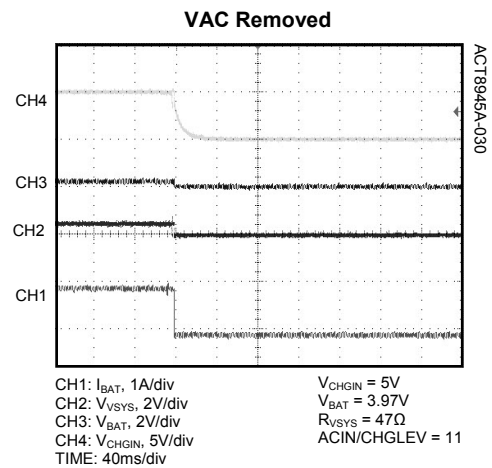 VAC Removed
ACT8945A-030
CH4
CH3
CH2
CH1
CH1: IBAT, 1A/div
CH2: VVSYS, 2V/div
CH3: VBAT, 2V/div
CH4: VCHGIN, 5V/div
TIME: 40ms/div
VCHGIN = 5V
VBAT = 3.97V
RVSYS = 47Ω
ACIN/CHGLEV = 11